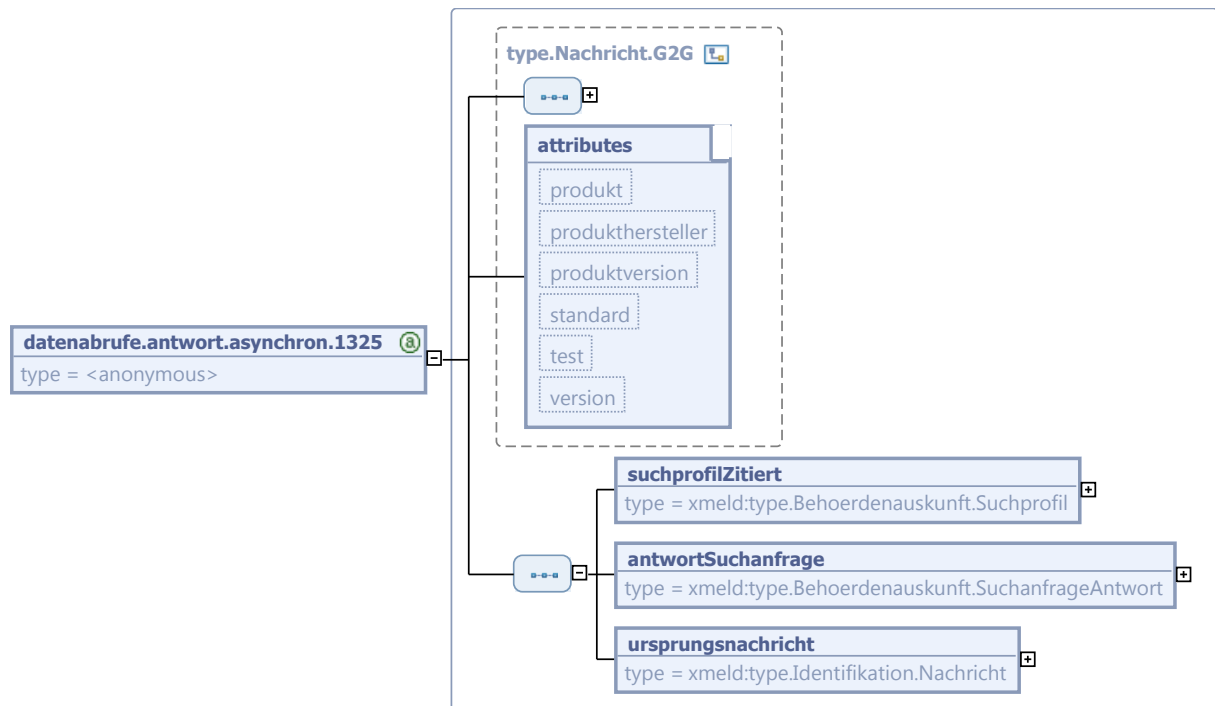 type.Nachricht.G2G
attributes
produkt
produkthersteller
produktversion
standard
test
version
datenabrufe.antwort.asynchron.1325 a
type = <anonymous>
suchprofilZitiert
type = xmeld:type.Behoerdenauskunft.Suchprofil
antwortSuchanfrage
type = xmeld:type.Behoerdenauskunft.SuchanfrageAntwort
ursprungsnachricht
type = xmeld:type.Identifikation.Nachricht